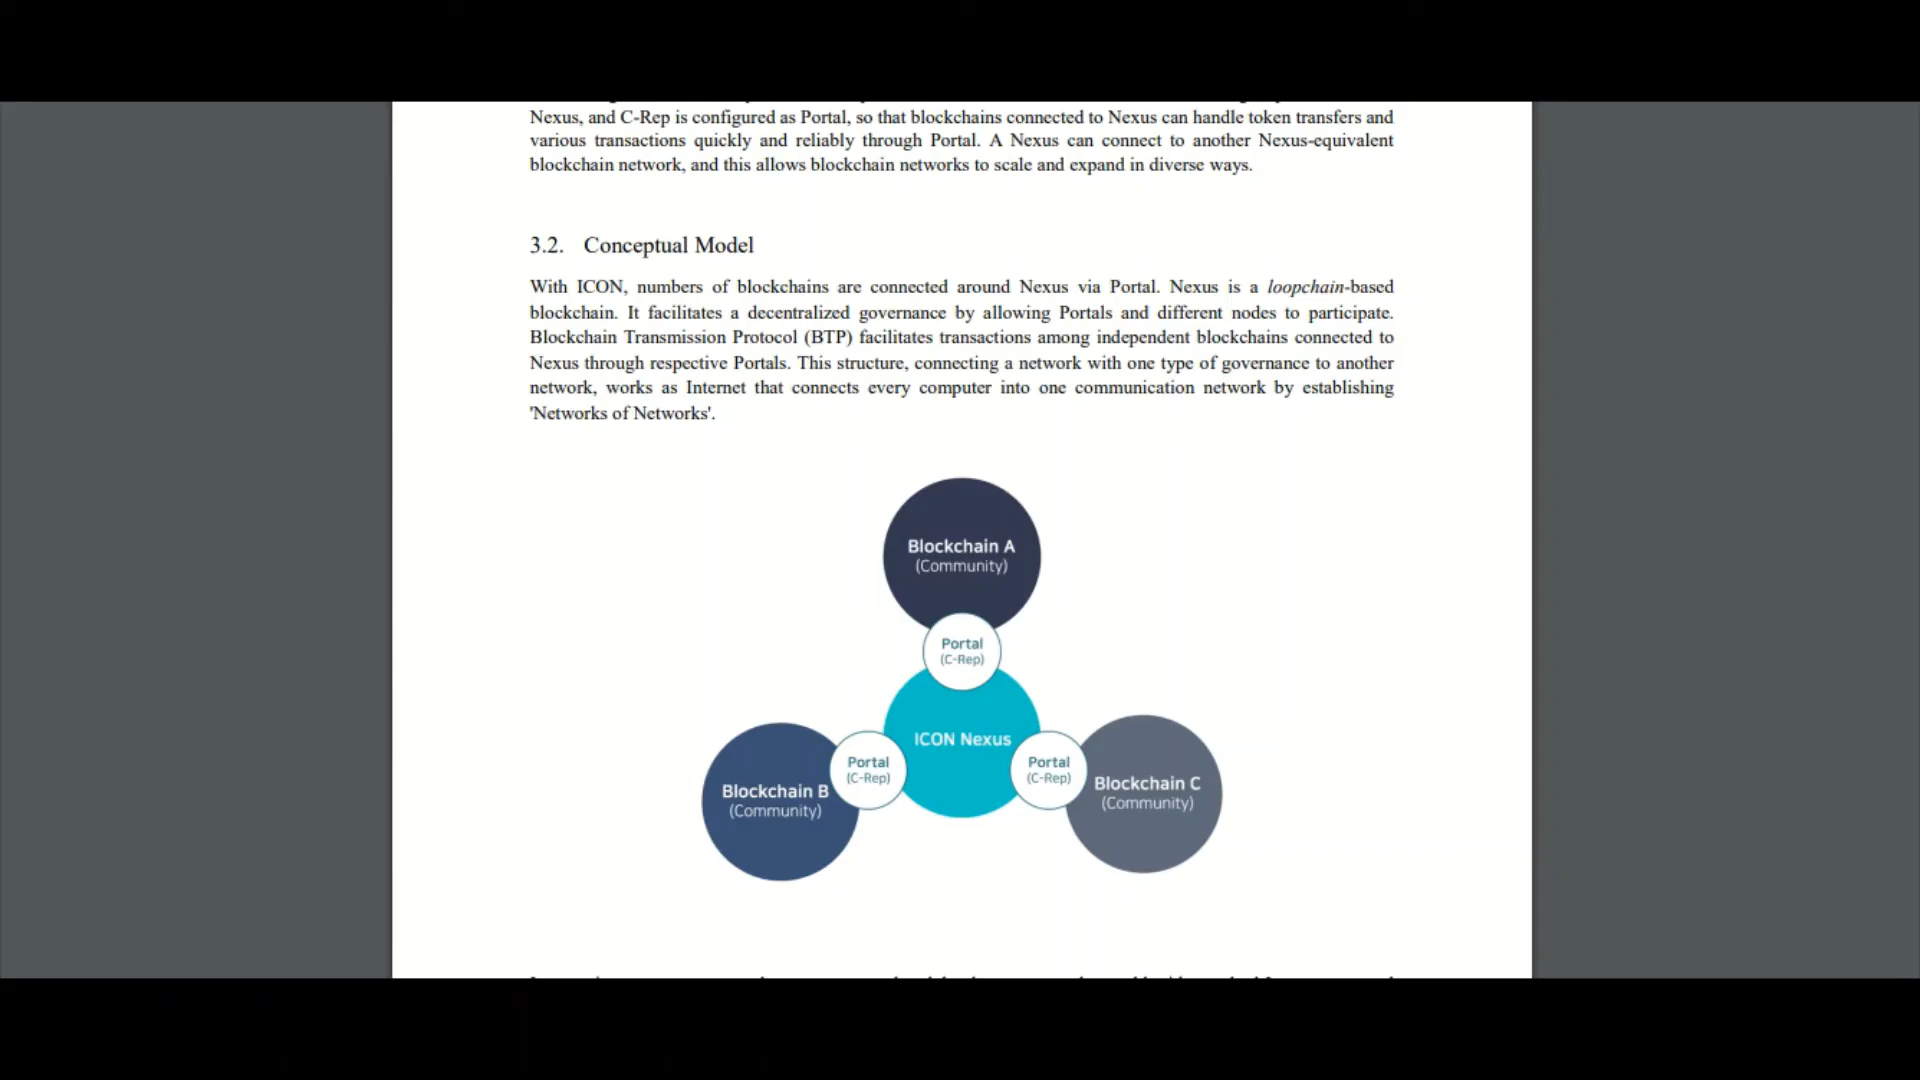 Nexus, and C-Rep is configured as Portal, so that blockchains connected to Nexus can handle token transfers and
various transactions quickly and reliably through Portal. A Nexus can connect to another Nexus-equivalent
blockchain network, and this allows blockchain networks to scale and expand in diverse ways.
3.2. Conceptual Model
With ICON, numbers of blockchains are connected around Nexus via Portal. Nexus is a loopchain-based
blockchain. It facilitates a decentralized governance by allowing Portals and different nodes to participate.
Blockchain Transmission Protocol (BTP) facilitates transactions among independent blockchains connected to
Nexus through respective Portals. This structure, connecting a network with one type of governance to another
network, works as Internet that connects every computer into one communication network by establishing
'Networks of Networks'.
Blockchain A
(Community)
Portal
(C-Rep)
ICON Nexus
Blockchain B
(Community)
Portal
(C-Rep)
Portal
(C-Rep)
Blockchain C
(Community)